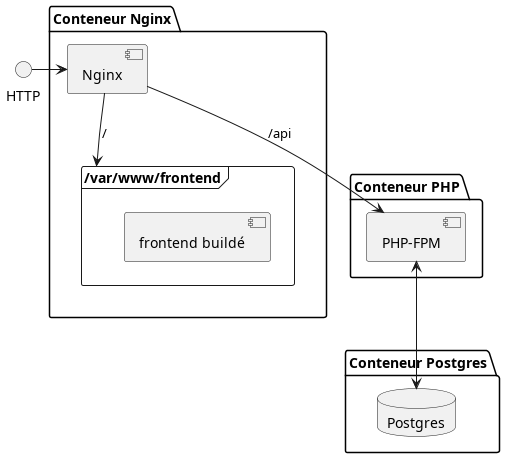 Conteneur Nginx
Nginx
HTTP
/
/api
/var/www/frontend
frontend buildé
Conteneur PHP
PHP-FPM
Conteneur Postgres
Postgres